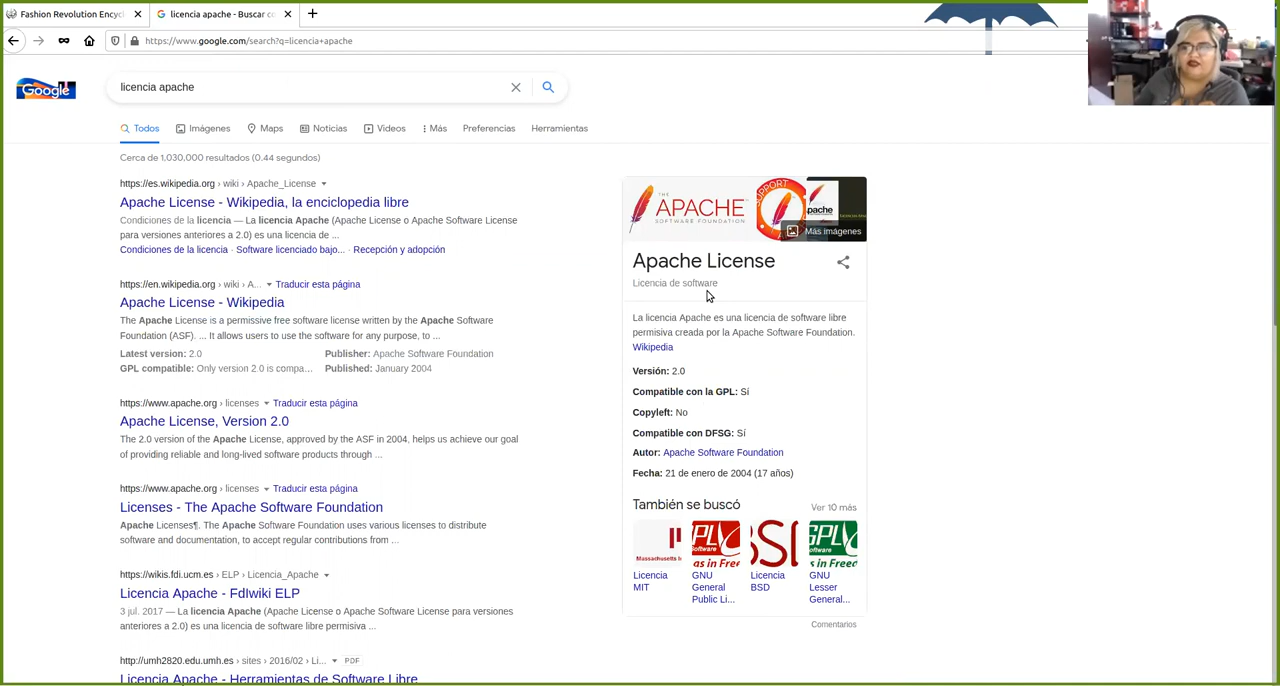 Fashion Revolution Encycl
licencia apache - Buscar co
https://www.google.com/search?q=licencia+apache
Google
licencia apache
Todos
Imágenes
Maps
Noticias
Videos
Más
Preferencias
Herramientas
Cerca de 1,030,000 resultados (0.44 segundos)
https://es.wikipedia.org › wiki › Apache_License
Apache License - Wikipedia, la enciclopedia libre
Condiciones de la licencia — La licencia Apache (Apache License o Apache Software License
para versiones anteriores a 2.0) es una licencia de ...
Condiciones de la licencia · Software licenciado bajo... · Recepción y adopción
https://en.wikipedia.org › wiki › A... Traducir esta página
Apache License - Wikipedia
The Apache License is a permissive free software license written by the Apache Software
Foundation (ASF). ... It allows users to use the software for any purpose, to ...
Latest version: 2.0 Publisher: Apache Software Foundation
GPL compatible: Only version 2.0 is compa... Published: January 2004
https://www.apache.org › licenses Traducir esta página
Apache License, Version 2.0
The 2.0 version of the Apache License, approved by the ASF in 2004, helps us achieve our goal
of providing reliable and long-lived software products through ...
https://www.apache.org › licenses Traducir esta página
Licenses - The Apache Software Foundation
Apache Licenses¶. The Apache Software Foundation uses various licenses to distribute
software and documentation, to accept regular contributions from ...
https://wikis.fdi.ucm.es › ELP › Licencia_Apache
Licencia Apache - FdIwiki ELP
3 jul. 2017 — La licencia Apache (Apache License o Apache Software License para versiones
anteriores a 2.0) es una licencia de software libre permisiva ...
http://umh2820.edu.umh.es › sites › 2016/02 › Li... PDF
Licencia Apache - Herramientas de Software Libre
THE
APACHE
SOFTWARE FOUNDATION
SUPPORT
pache
Más imágenes
Apache License
Licencia de software
La licencia Apache es una licencia de software libre
permisiva creada por la Apache Software Foundation.
Wikipedia
Versión: 2.0
Compatible con la GPL: Sí
Copyleft: No
Compatible con DFSG: Sí
Autor: Apache Software Foundation
Fecha: 21 de enero de 2004 (17 años)
También se buscó
Ver 10 más
Licencia
MIT
GNU
General
Public Li...
Licencia
BSD
GNU
Lesser
General...
Comentarios